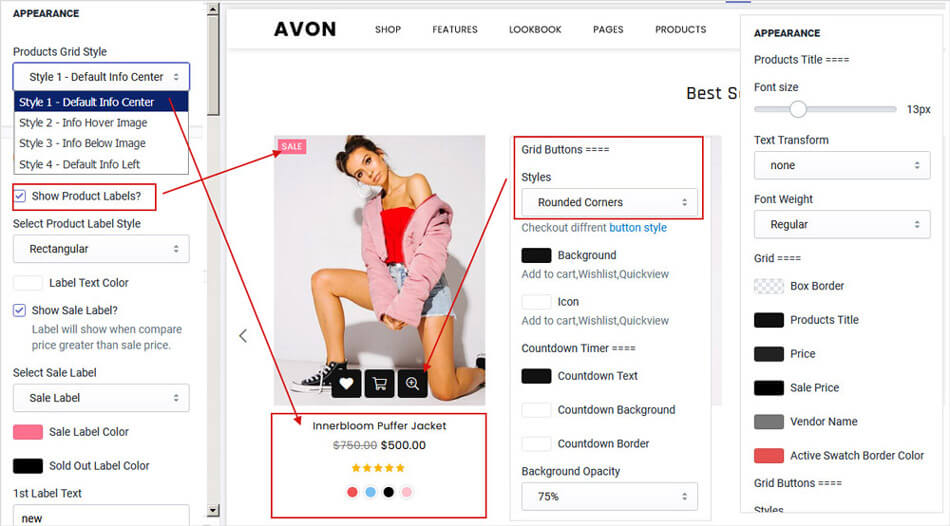 APPEARANCE
Products Grid Style
Style 1 - Default Info Center
Style 1 - Default Info Center
Style 2 - Info Hover Image
Style 3 - Info Below Image
Style 4 - Default Info Left
Show Product Labels?
Select Product Label Style
Rectangular
Label Text Color
Show Sale Label?
Label will show when compare
price greater than sale price.
Select Sale Label
Sale Label
Sale Label Color
Sold Out Label Color
1st Label Text
new
AVON
SHOP
FEATURES
LOOKBOOK
PAGES
PRODUCTS
Best S
SALE
Innerbloom Puffer Jacket
$750.00 $500.00
Grid Buttons ====
Styles
Rounded Corners
Checkout diffrent button style
Background
Add to cart,Wishlist,Quickview
Icon
Add to cart,Wishlist,Quickview
Countdown Timer ====
Countdown Text
Countdown Background
Countdown Border
Background Opacity
75%
APPEARANCE
Products Title ====
Font size
13px
Text Transform
none
Font Weight
Regular
Grid ====
Box Border
Products Title
Price
Sale Price
Vendor Name
Active Swatch Border Color
Grid Buttons ====
Styles